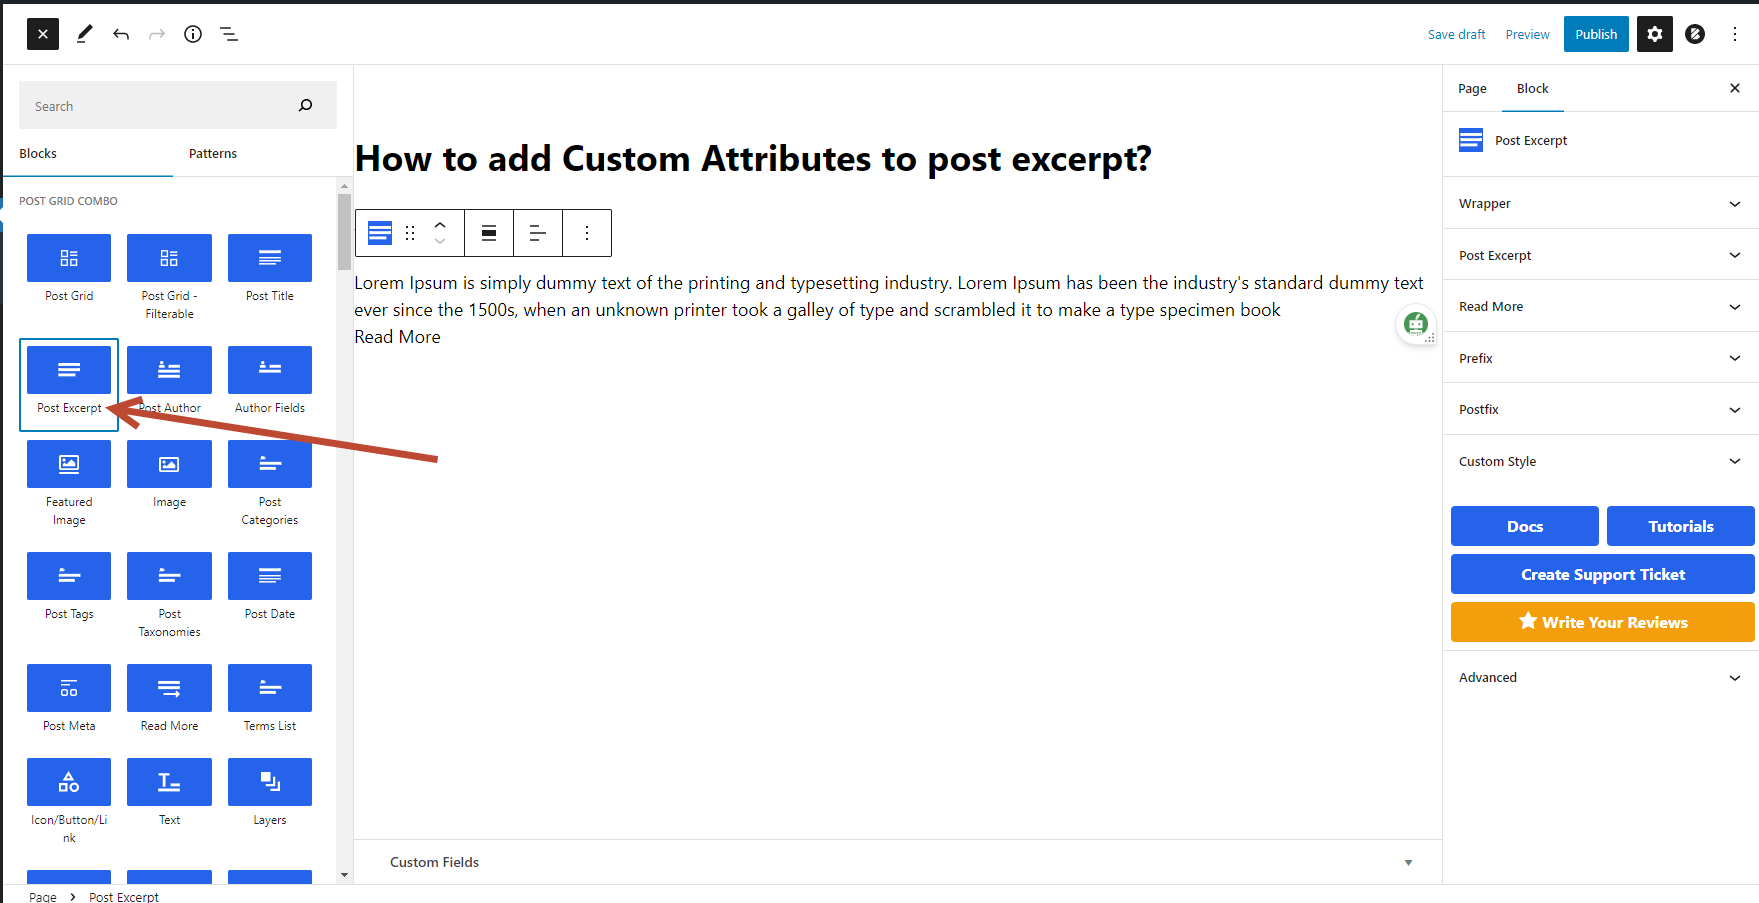 Save draft
Preview
Publish
Search
Blocks
Patterns
POST GRID COMBO
Post Grid
Post Grid -
Filterable
Post Title
Post Excerpt
Post Author
Author Fields
Featured
Image
Image
Post
Categories
Post Tags
Post
Taxonomies
Post Date
Post Meta
Read More
Terms List
Icon/Button/Li
nk
Text
Layers
How to add Custom Attributes to post excerpt?
Lorem Ipsum is simply dummy text of the printing and typesetting industry. Lorem Ipsum has been the industry's standard dummy text
ever since the 1500s, when an unknown printer took a galley of type and scrambled it to make a type specimen book
Read More
Custom Fields
Page
Block
Post Excerpt
Wrapper
Post Excerpt
Read More
Prefix
Postfix
Custom Style
Docs
Tutorials
Create Support Ticket
Write Your Reviews
Advanced
Page
Post Excerpt